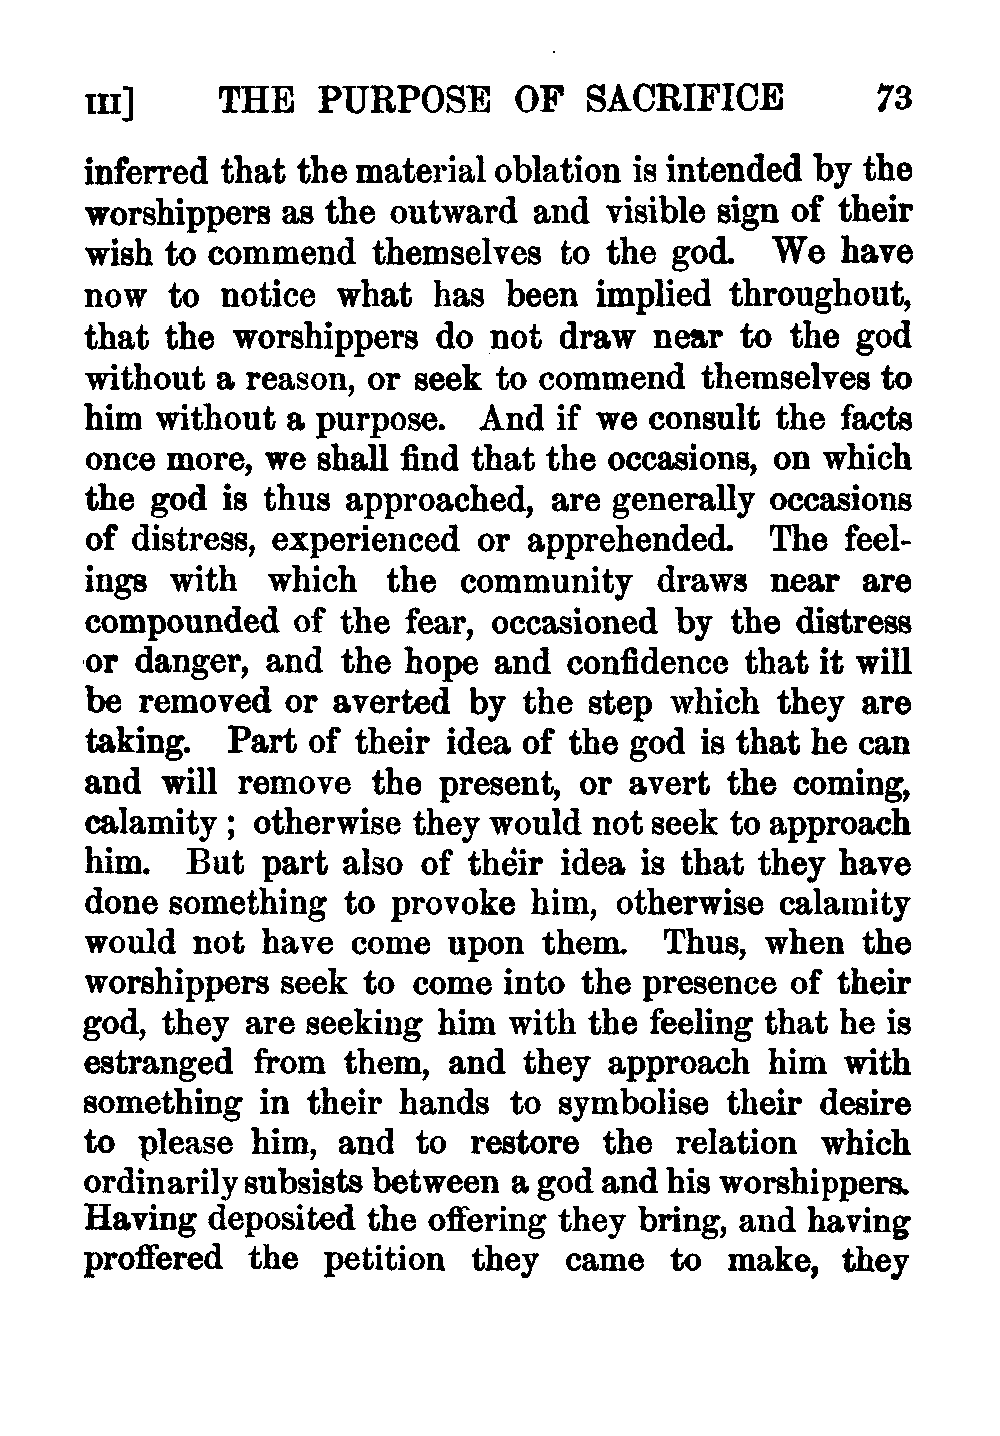 III] THE PURPOSE OF SACRIFICE 73
inferred that the material oblation is intended by the
worshippers as the outward and visible sign of their
wish to commend themselves to the god. We have
now to notice what has been implied throughout,
that the worshippers do not draw near to the god
without a reason, or seek to commend themselves to
him without a purpose. And if we consult the facts
once more, we shall find that the occasions, on which
the god is thus approached, are generally occasions
of distress, experienced or apprehended. The feel-
ings with which the community draws near are
compounded of the fear, occasioned by the distress
or danger, and the hope and confidence that it will
be removed or averted by the step which they are
taking. Part of their idea of the god is that he can
and will remove the present, or avert the coming,
calamity ; otherwise they would not seek to approach
him. But part also of their idea is that they have
done something to provoke him, otherwise calamity
would not have come upon them. Thus, when the
worshippers seek to come into the presence of their
god, they are seeking him with the feeling that he is
estranged from them, and they approach him with
something in their hands to symbolise their desire
to please him, and to restore the relation which
ordinarily subsists between a god and his worshippers.
Having deposited the offering they bring, and having
proffered the petition they came to make, they